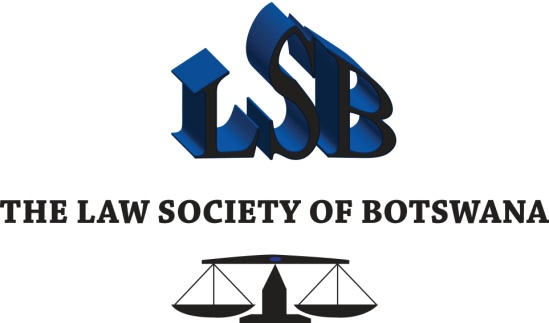 LSB
THE LAW SOCIETY OF BOTSWANA